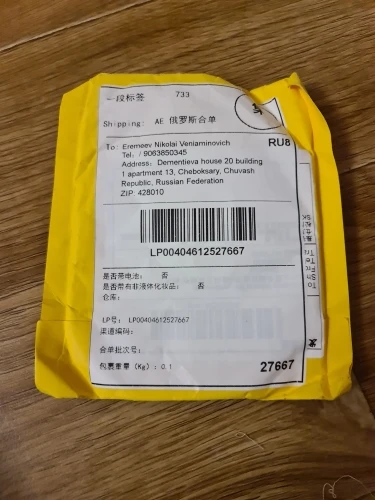 一段标签 733
Shipping: AE 俄罗斯合单
To: Eremeev Nikolai Veniaminovich RU8
Tel: / 9063850345
Address: Dementieva house 20 building
1 apartment 13, Cheboksary, Chuvash
Republic, Russian Federation
ZIP: 428010
LP00404612527667
是否带电池: 否
是否带有非液体化妆品: 否
仓库:
LP号: LP00404612527667
渠道编码:
合单批次号:
包裹重量 (Kg): 0.1
27667
To